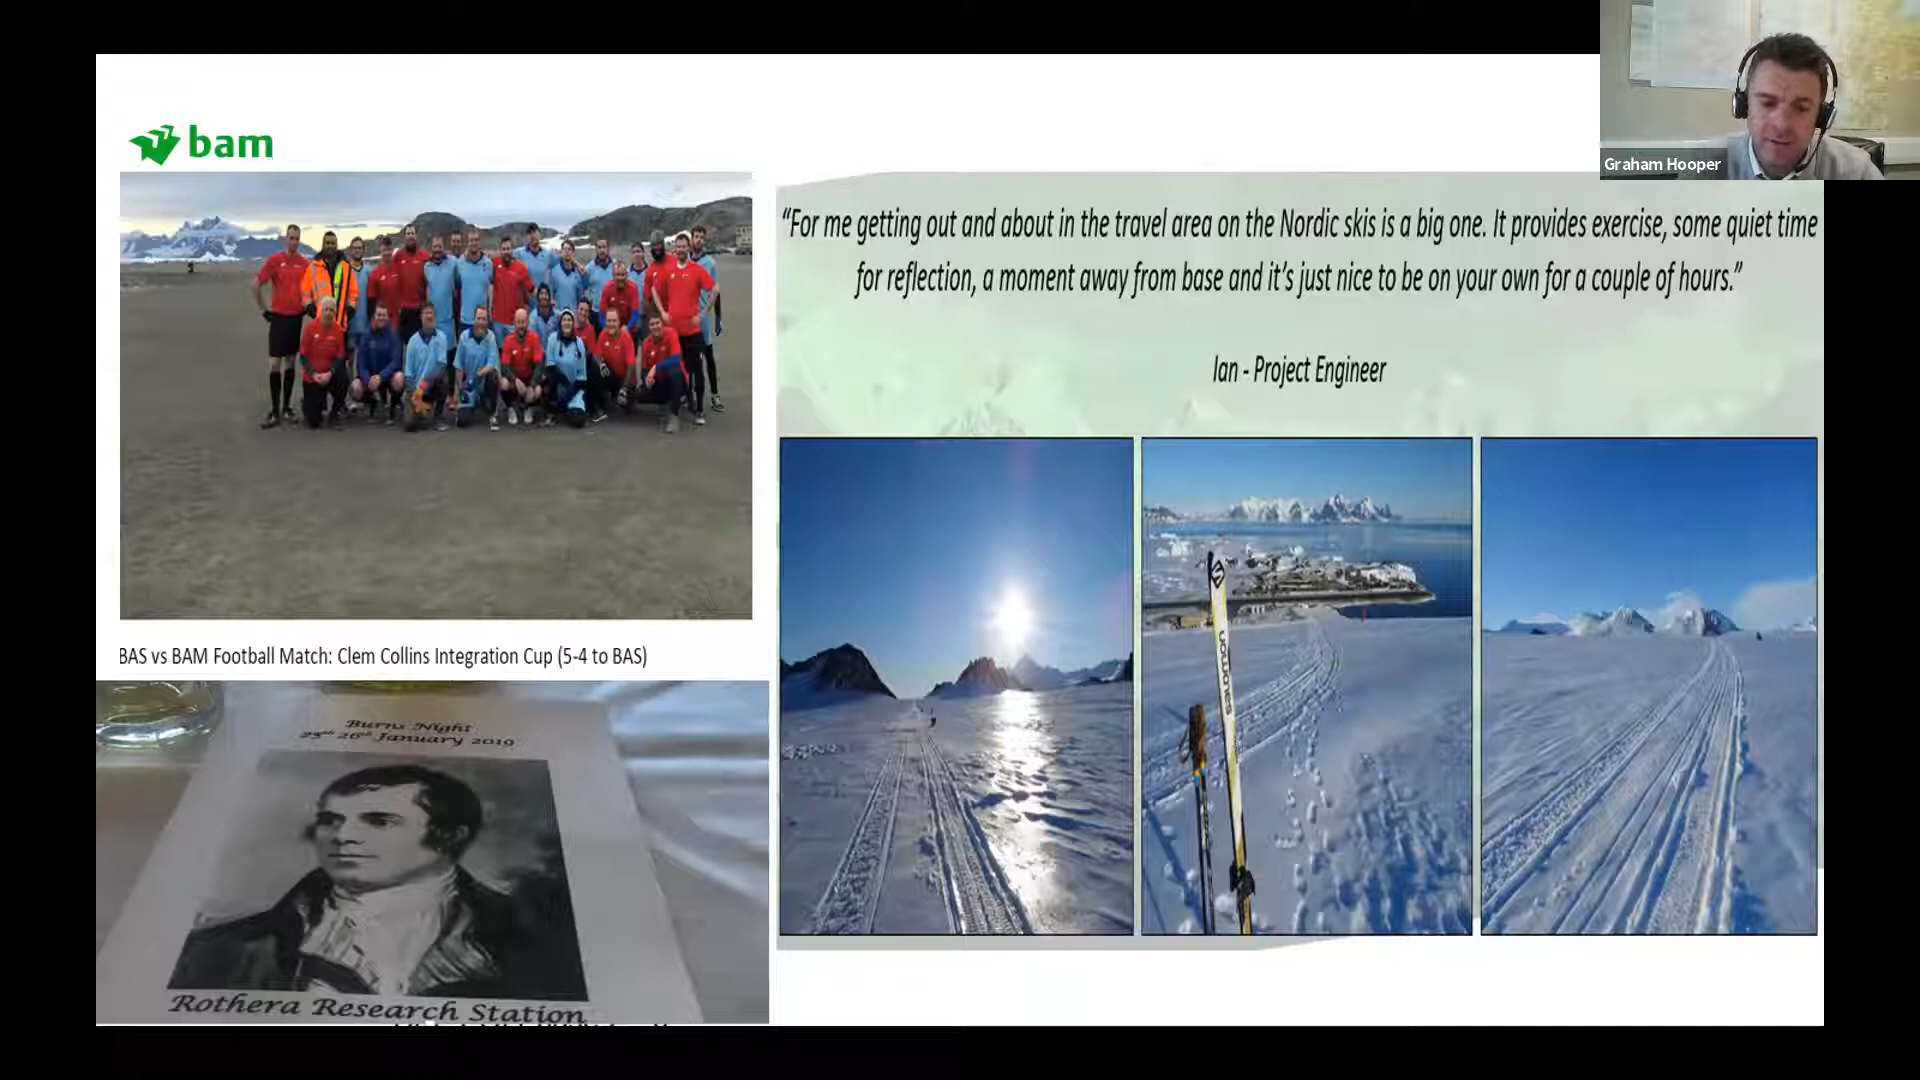 bam
Graham Hooper
“For me getting out and about in the travel area on the Nordic skis is a big one. It provides exercise, some quiet time
for reflection, a moment away from base and it’s just nice to be on your own for a couple of hours.”
Ian - Project Engineer
BAS vs BAM Football Match: Clem Collins Integration Cup (5-4 to BAS)
Burns Night
25th 26th January 2019
Rothera Research Station
SALOMON